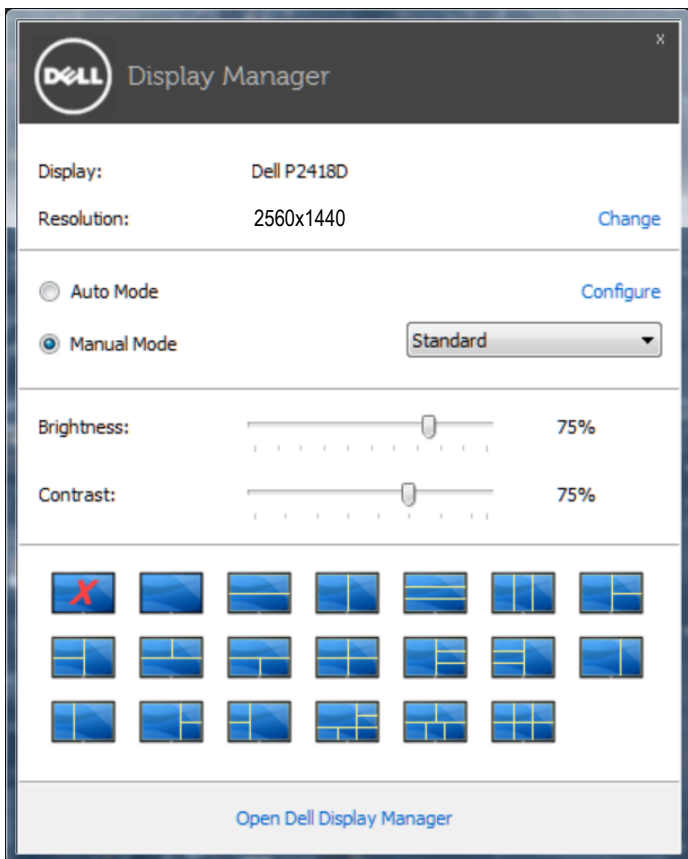 x
DELL Display Manager
Display: Dell P2418D
Resolution: 2560x1440 Change
Auto Mode Configure
Manual Mode Standard
Brightness: 75%
Contrast: 75%
X
Open Dell Display Manager